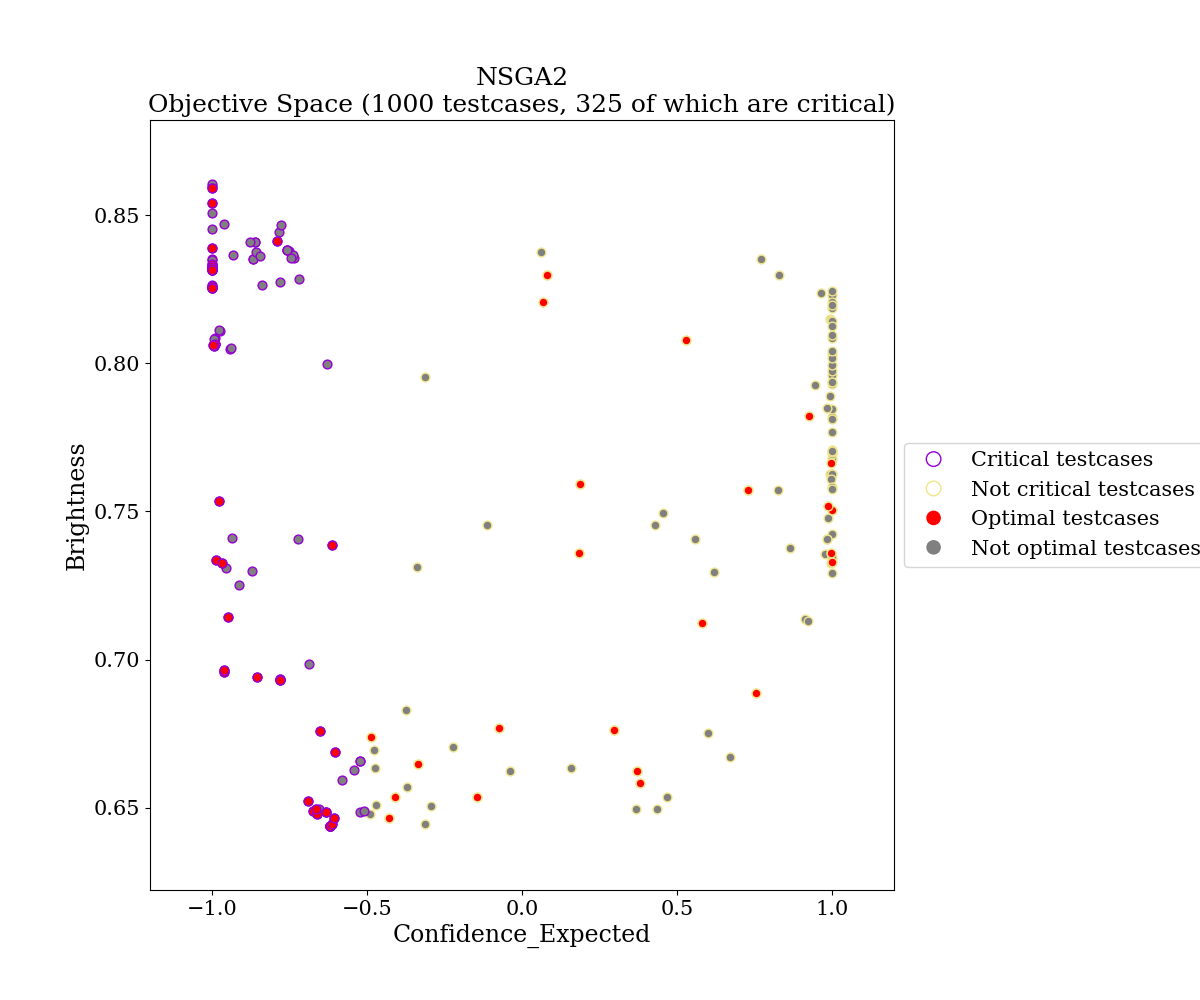 NSGA2
Objective Space (1000 testcases, 325 of which are critical)
0.85
0.80
0.75
0.70
0.65
Brightness
−1.0
−0.5
0.0
0.5
1.0
Confidence_Expected
Critical testcases
Not critical testcases
Optimal testcases
Not optimal testcases